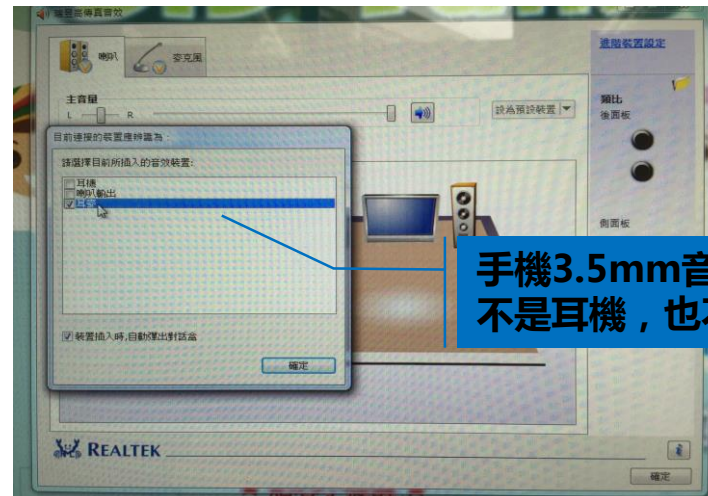 瑞昱高傳真音效
喇叭
麥克風
進階裝置設定
主音量
L
R
設為預設裝置
類比
後面板
目前連接的裝置應辨識為:
請選擇目前所插入的音效裝置:
耳機
喇叭輸出
耳麥
側面板
手機3.5mm音
不是耳機，也
裝置插入時,自動彈出對話盒
確定
REALTEK
確定